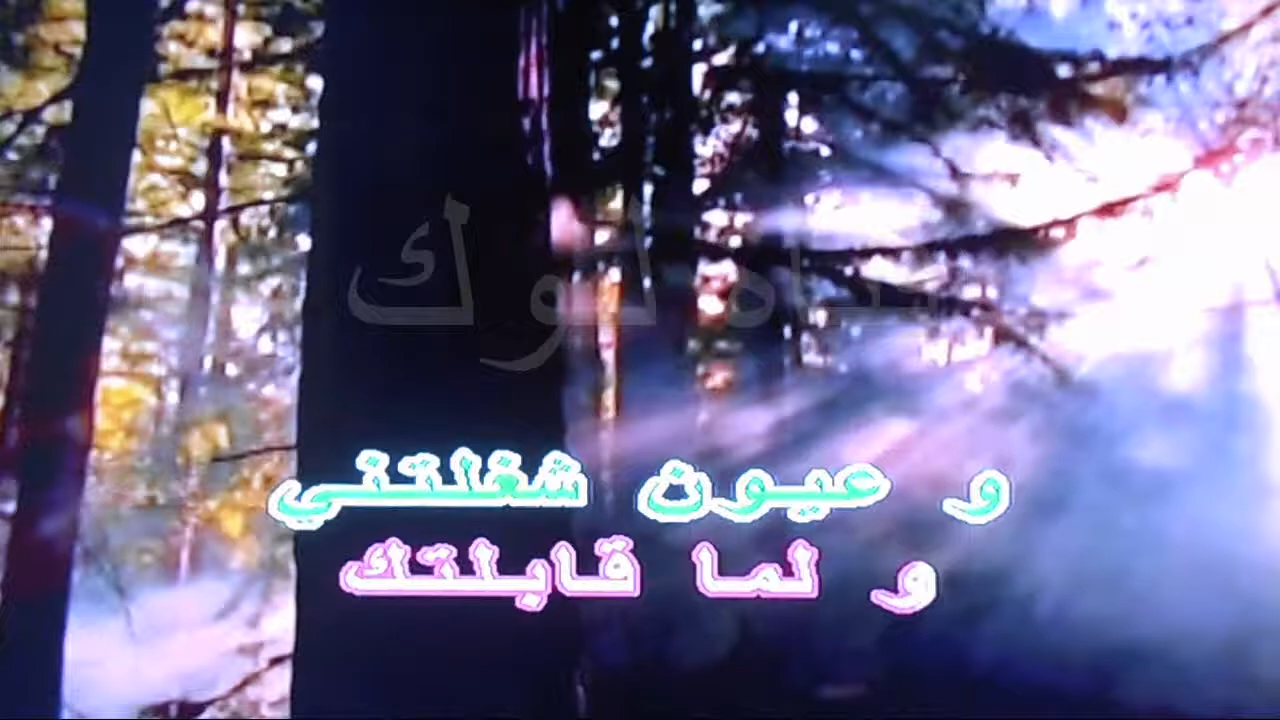 و عيون شغلتني
و لما قابلتك